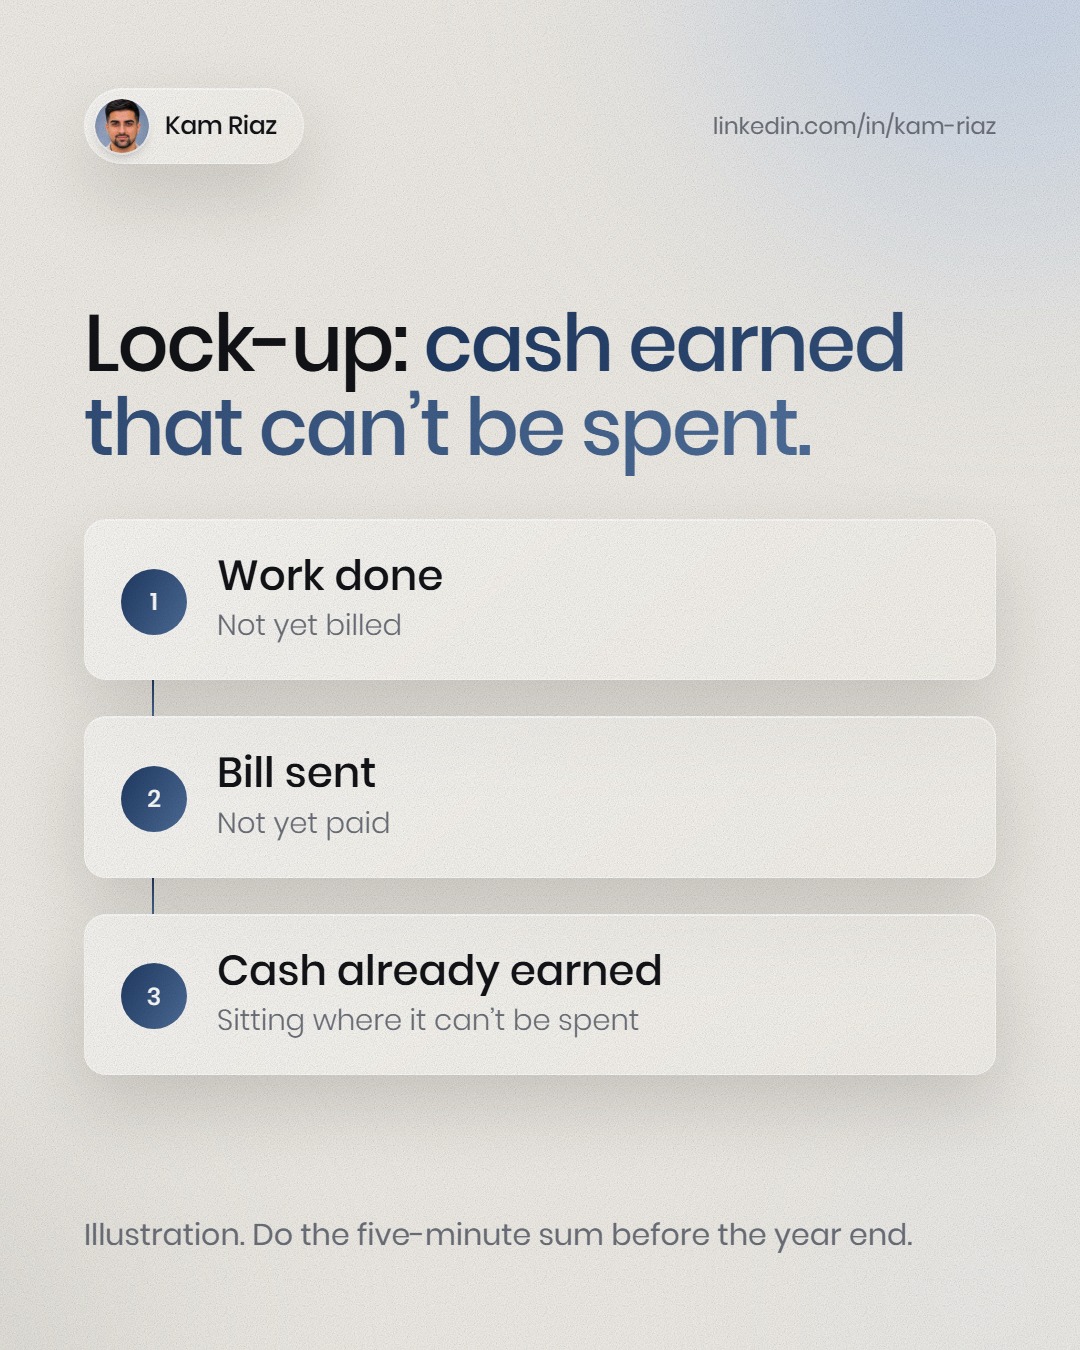 Kam Riaz
linkedin.com/in/kam-riaz
Lock-up: cash earned
that can’t be spent.
1
Work done
Not yet billed
2
Bill sent
Not yet paid
3
Cash already earned
Sitting where it can’t be spent
Illustration. Do the five-minute sum before the year end.